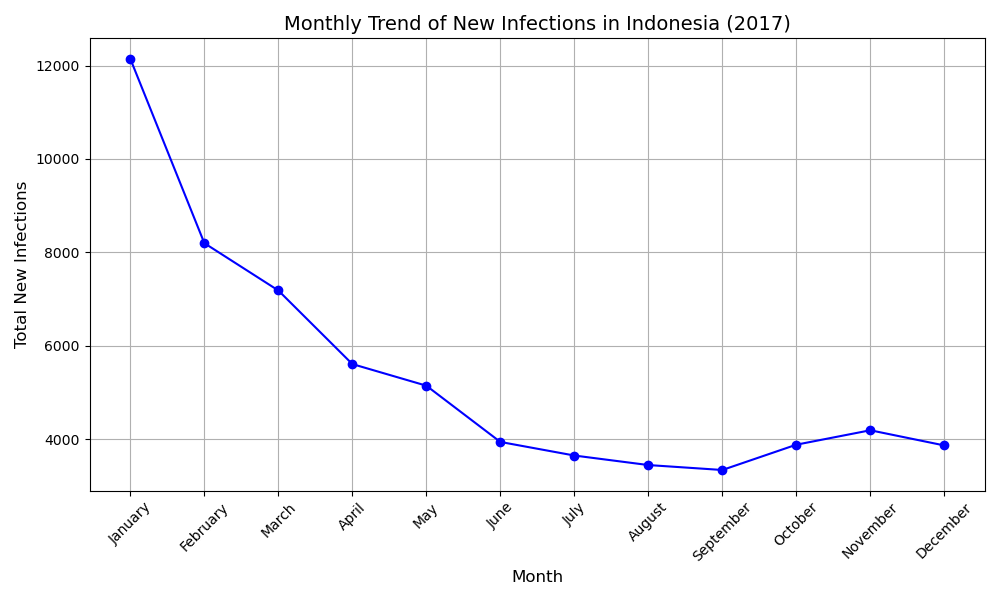 Monthly Trend of New Infections in Indonesia (2017)
Total New Infections
12000
10000
8000
6000
4000
January
February
March
April
May
June
July
August
September
October
November
December
Month